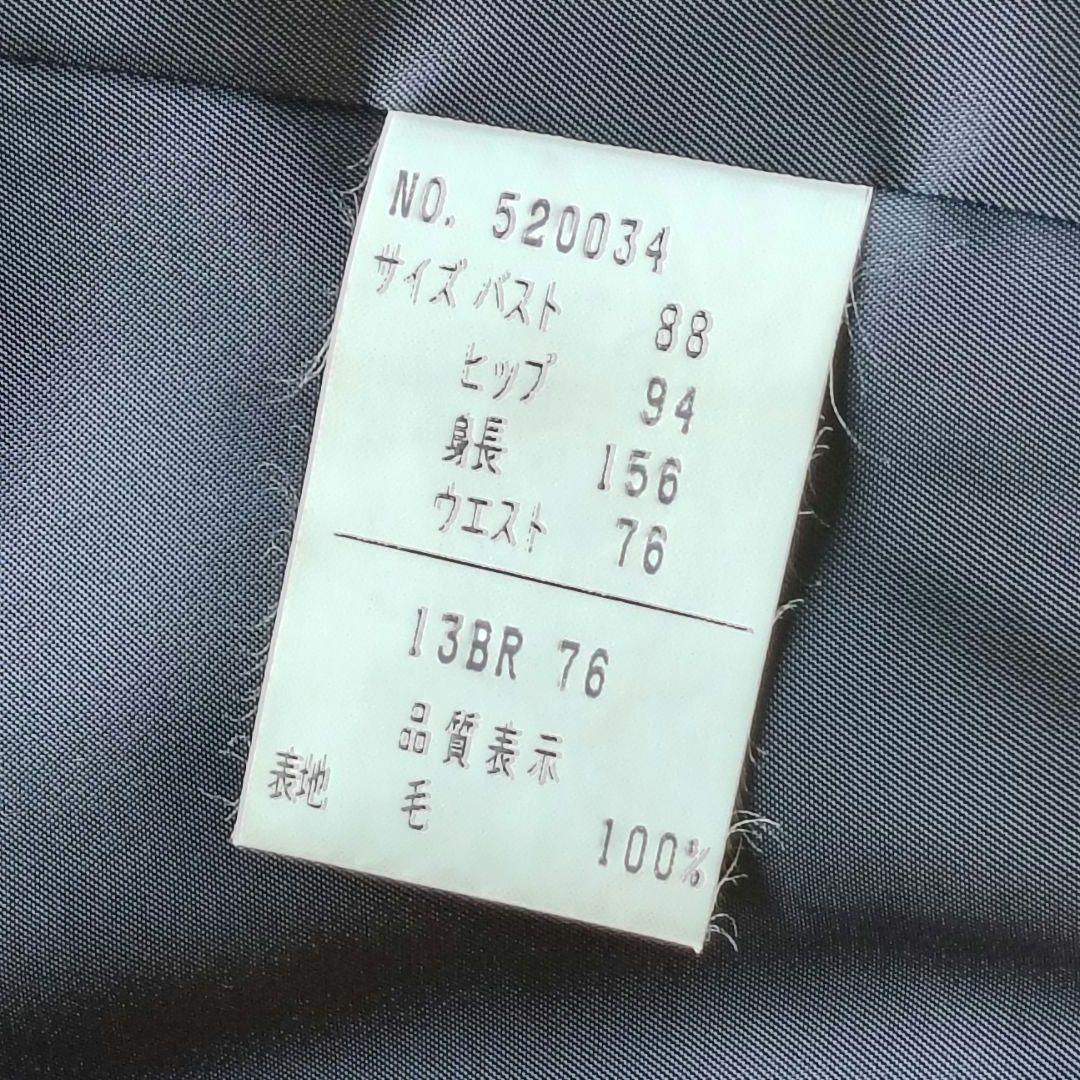 NO. 520034
サイズ バスト 88
ヒップ 94
身長 156
ウエスト 76
13BR 76
品質表示
表地 毛 100%